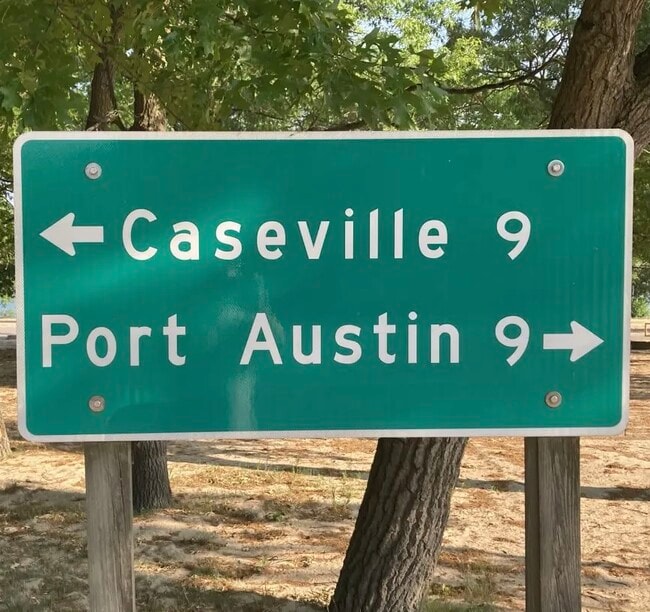 ← Caseville 9
Port Austin 9 →